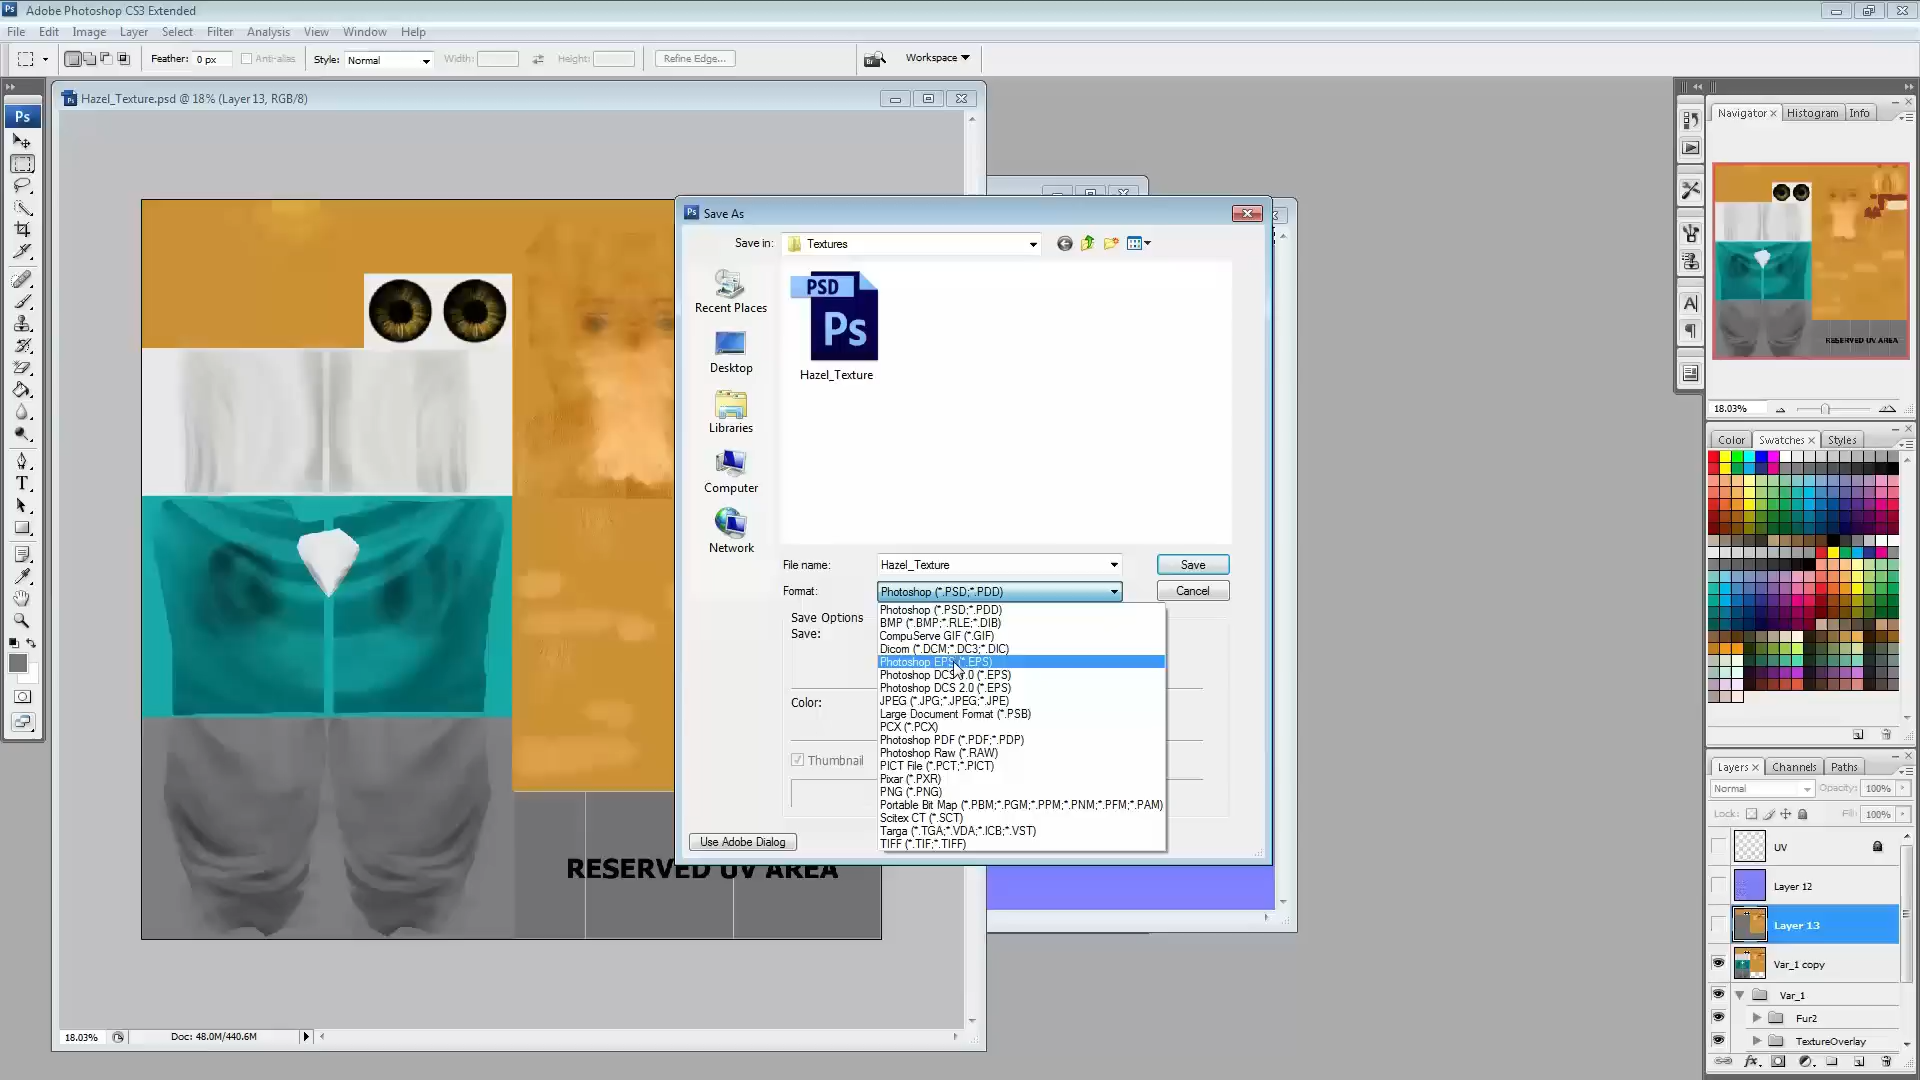 Adobe Photoshop CS3 Extended
File Edit Image Layer Select Filter Analysis View Window Help
Feather: 0 px Anti-alias Style: Normal Width: Height: Refine Edge... Workspace
Hazel_Texture.psd @ 18% (Layer 13, RGB/8)
Ps
Save As
Save in: Textures
Recent Places
Desktop
Libraries
Computer
Network
PSD
Ps
Hazel_Texture
File name: Hazel_Texture Save
Format: Photoshop (*.PSD;*.PDD) Cancel
Photoshop (*.PSD;*.PDD)
BMP (*.BMP;*.RLE;*.DIB)
CompuServe GIF (*.GIF)
Dicom (*.DCM;*.DC3;*.DIC)
Photoshop EPS (*.EPS)
Photoshop DCS 1.0 (*.EPS)
Photoshop DCS 2.0 (*.EPS)
JPEG (*.JPG;*.JPEG;*.JPE)
Large Document Format (*.PSB)
PCX (*.PCX)
Photoshop PDF (*.PDF;*.PDP)
Photoshop Raw (*.RAW)
PICT File (*.PCT;*.PICT)
Pixar (*.PXR)
PNG (*.PNG)
Portable Bit Map (*.PBM;*.PGM;*.PPM;*.PNM;*.PFM;*.PAM)
Scitex CT (*.SCT)
Targa (*.TGA;*.VDA;*.ICB;*.VST)
TIFF (*.TIF;*.TIFF)
Save Options
Save:
Color:
Thumbnail
Use Adobe Dialog
RESERVED UV AREA
18.03% Doc: 48.0M/440.6M
Navigator Histogram Info
RESERVED UV AREA
18.03%
Color Swatches Styles
Layers Channels Paths
Normal Opacity: 100%
Lock: Fill: 100%
UV
Layer 12
Layer 13
Var_1 copy
Var_1
Fur2
TextureOverlay